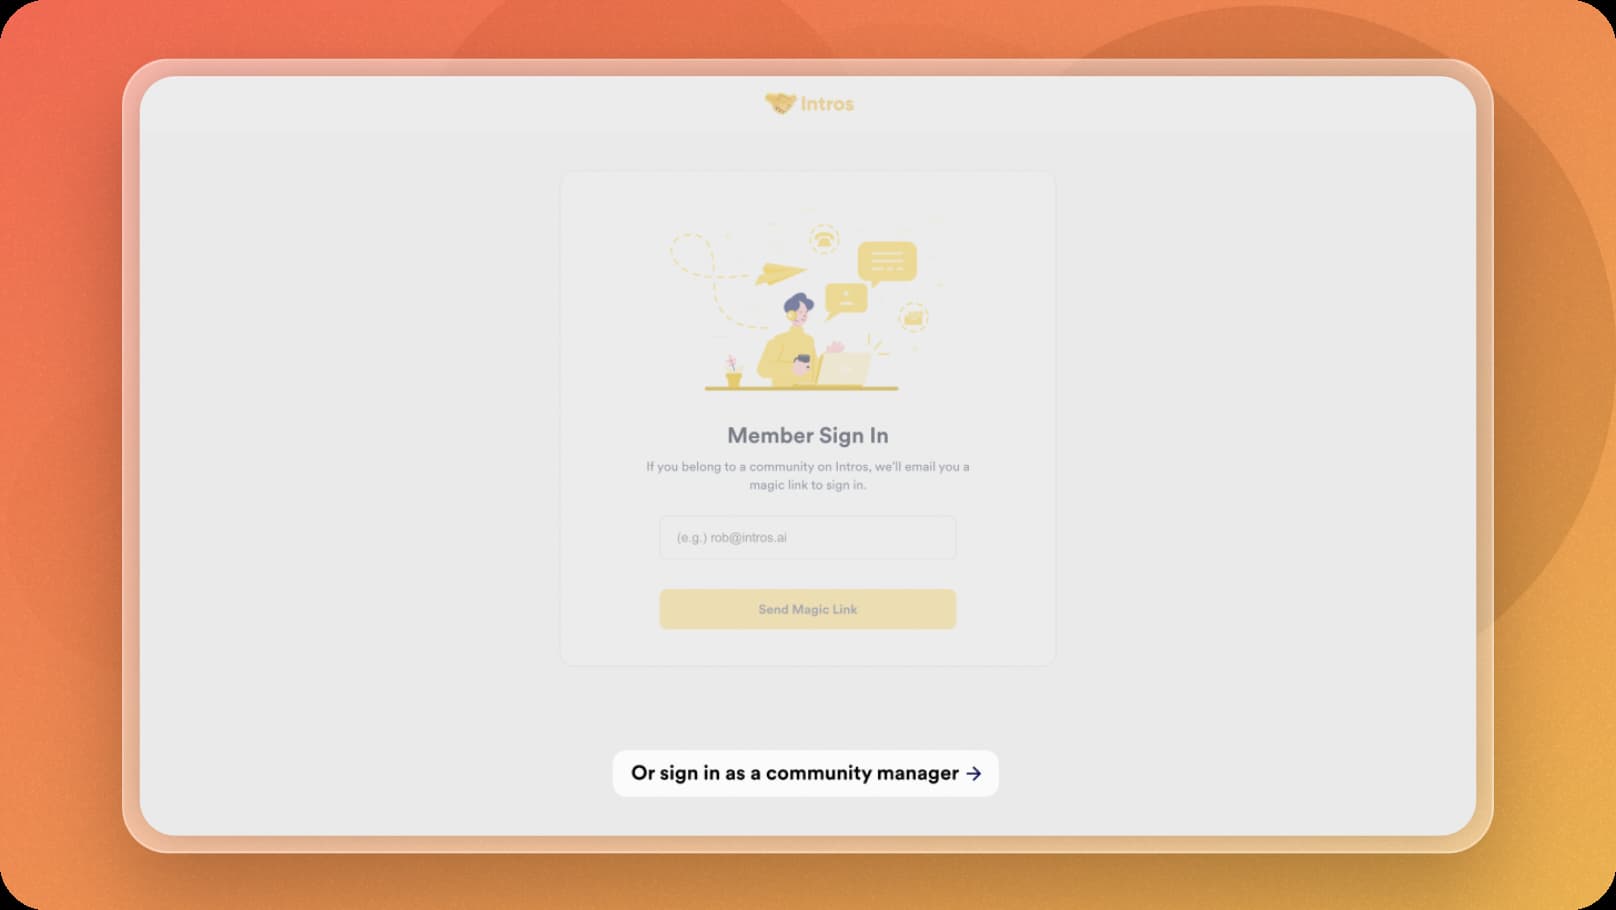 Intros
Member Sign In
If you belong to a community on Intros, we'll email you a
magic link to sign in.
(e.g.) rob@intros.ai
Send Magic Link
Or sign in as a community manager →